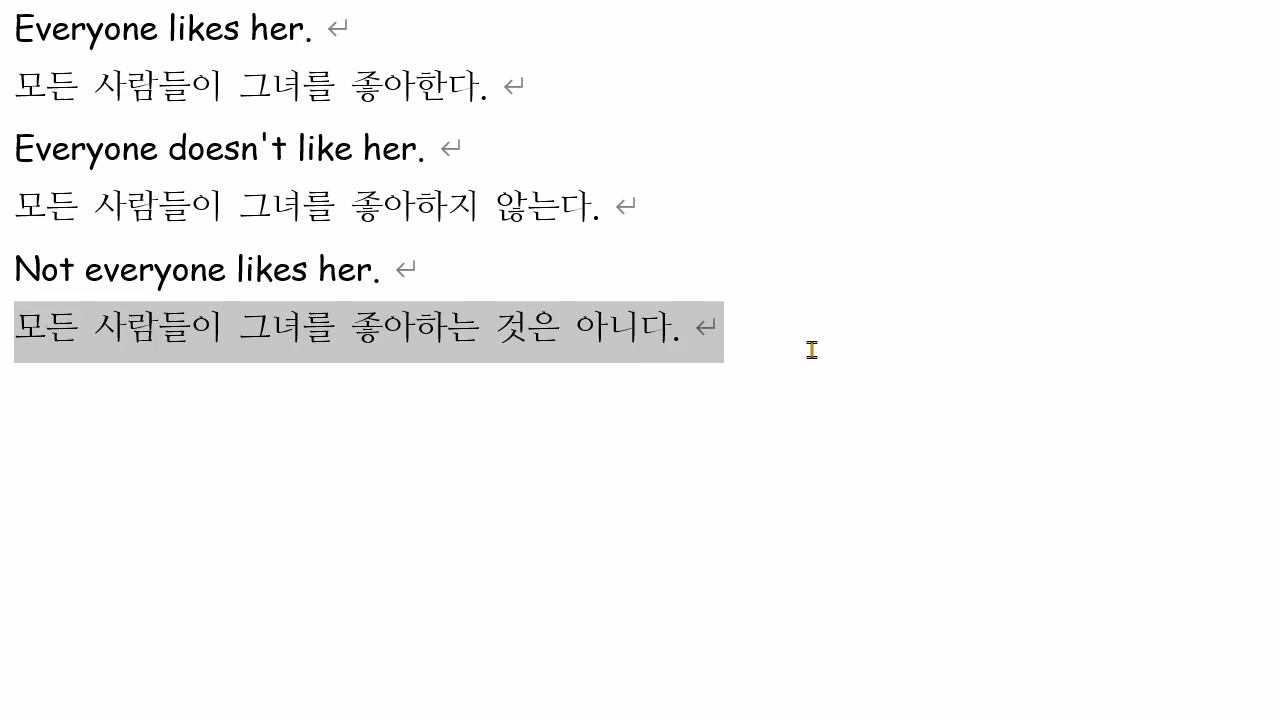 Everyone likes her. ↵
모든 사람들이 그녀를 좋아한다. ↵
Everyone doesn't like her. ↵
모든 사람들이 그녀를 좋아하지 않는다. ↵
Not everyone likes her. ↵
모든 사람들이 그녀를 좋아하는 것은 아니다. ↵